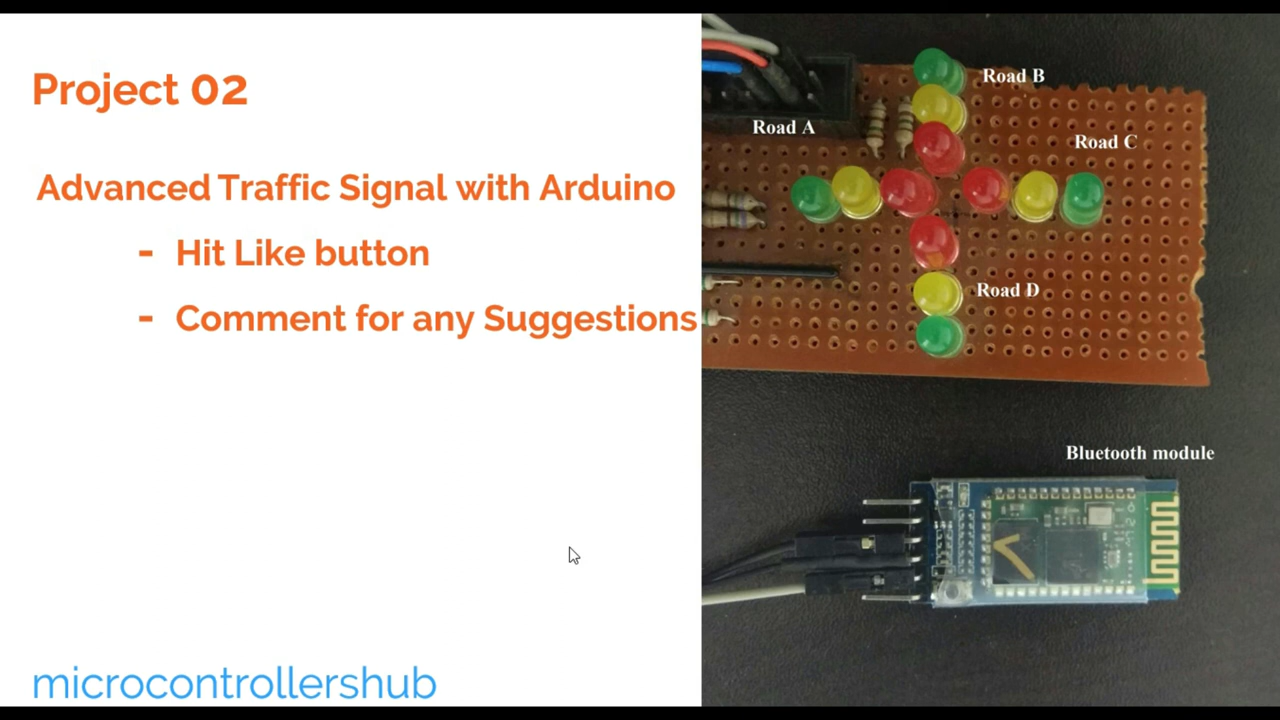 Project 02
Advanced Traffic Signal with Arduino
- Hit Like button
- Comment for any Suggestions
microcontrollershub
Road B
Road A
Road C
Road D
Bluetooth module